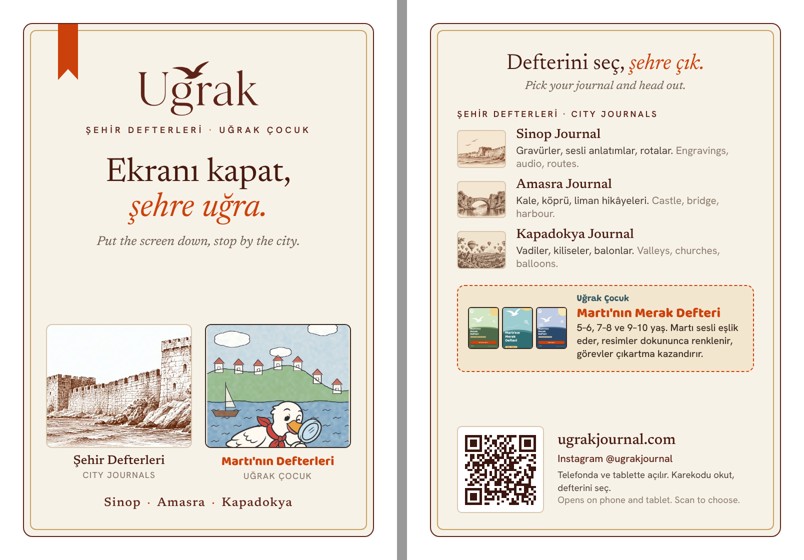 Uğrak
ŞEHİR DEFTERLERİ · UĞRAK ÇOCUK
Ekranı kapat,
şehre uğra.
Put the screen down, stop by the city.
Şehir Defterleri
CITY JOURNALS
Martı'nın Defterleri
UĞRAK ÇOCUK
Sinop · Amasra · Kapadokya
Defterini seç, şehre çık.
Pick your journal and head out.
ŞEHİR DEFTERLERİ · CITY JOURNALS
Sinop Journal
Gravürler, sesli anlatımlar, rotalar. Engravings,
audio, routes.
Amasra Journal
Kale, köprü, liman hikâyeleri. Castle, bridge,
harbour.
Kapadokya Journal
Vadiler, kiliseler, balonlar. Valleys, churches,
balloons.
Uğrak Çocuk
Martı'nın Merak Defteri
5–6, 7–8 ve 9–10 yaş. Martı sesli eşlik
eder, resimler dokununca renklenir,
görevler çıkartma kazandırır.
ugrakjournal.com
Instagram @ugrakjournal
Telefonda ve tablette açılır. Karekodu okut,
defterini seç.
Opens on phone and tablet. Scan to choose.